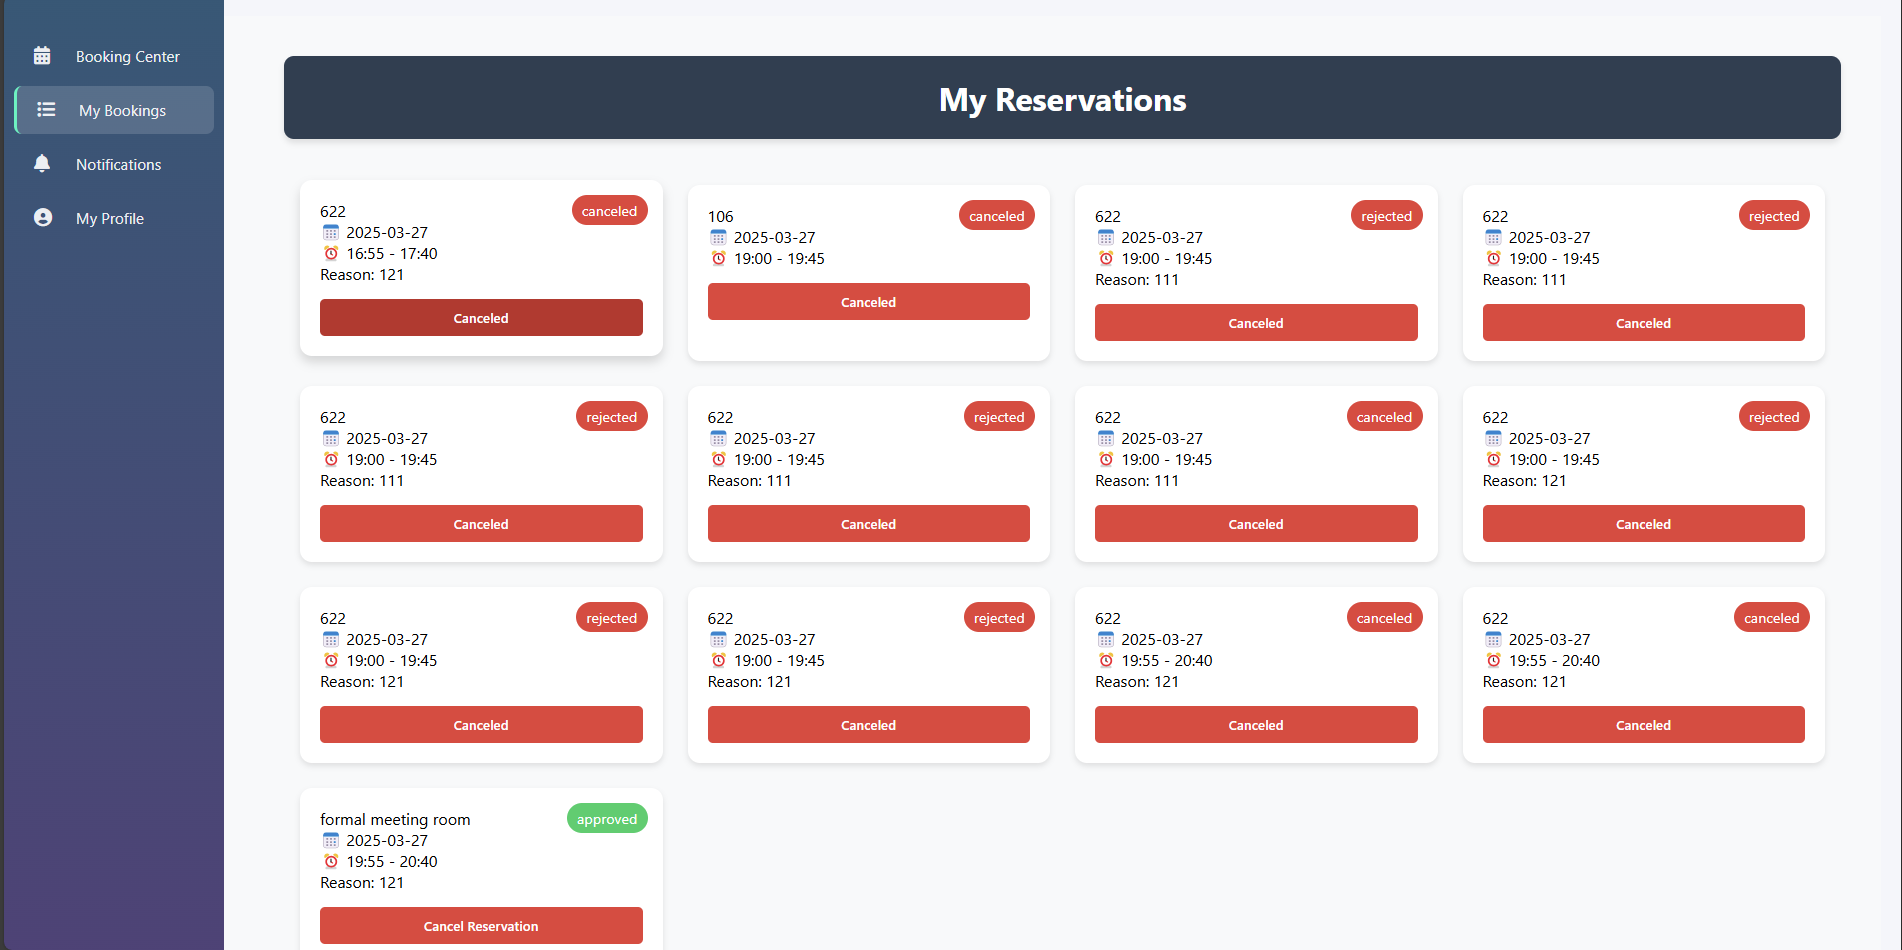 Booking Center
My Bookings
Notifications
My Profile
My Reservations
622
canceled
2025-03-27
16:55 - 17:40
Reason: 121
Canceled
106
canceled
2025-03-27
19:00 - 19:45
Canceled
622
rejected
2025-03-27
19:00 - 19:45
Reason: 111
Canceled
622
rejected
2025-03-27
19:00 - 19:45
Reason: 111
Canceled
622
rejected
2025-03-27
19:00 - 19:45
Reason: 111
Canceled
622
rejected
2025-03-27
19:00 - 19:45
Reason: 111
Canceled
622
canceled
2025-03-27
19:00 - 19:45
Reason: 111
Canceled
622
rejected
2025-03-27
19:00 - 19:45
Reason: 121
Canceled
622
rejected
2025-03-27
19:00 - 19:45
Reason: 121
Canceled
622
rejected
2025-03-27
19:00 - 19:45
Reason: 121
Canceled
622
canceled
2025-03-27
19:55 - 20:40
Reason: 121
Canceled
622
canceled
2025-03-27
19:55 - 20:40
Reason: 121
Canceled
formal meeting room
approved
2025-03-27
19:55 - 20:40
Reason: 121
Cancel Reservation